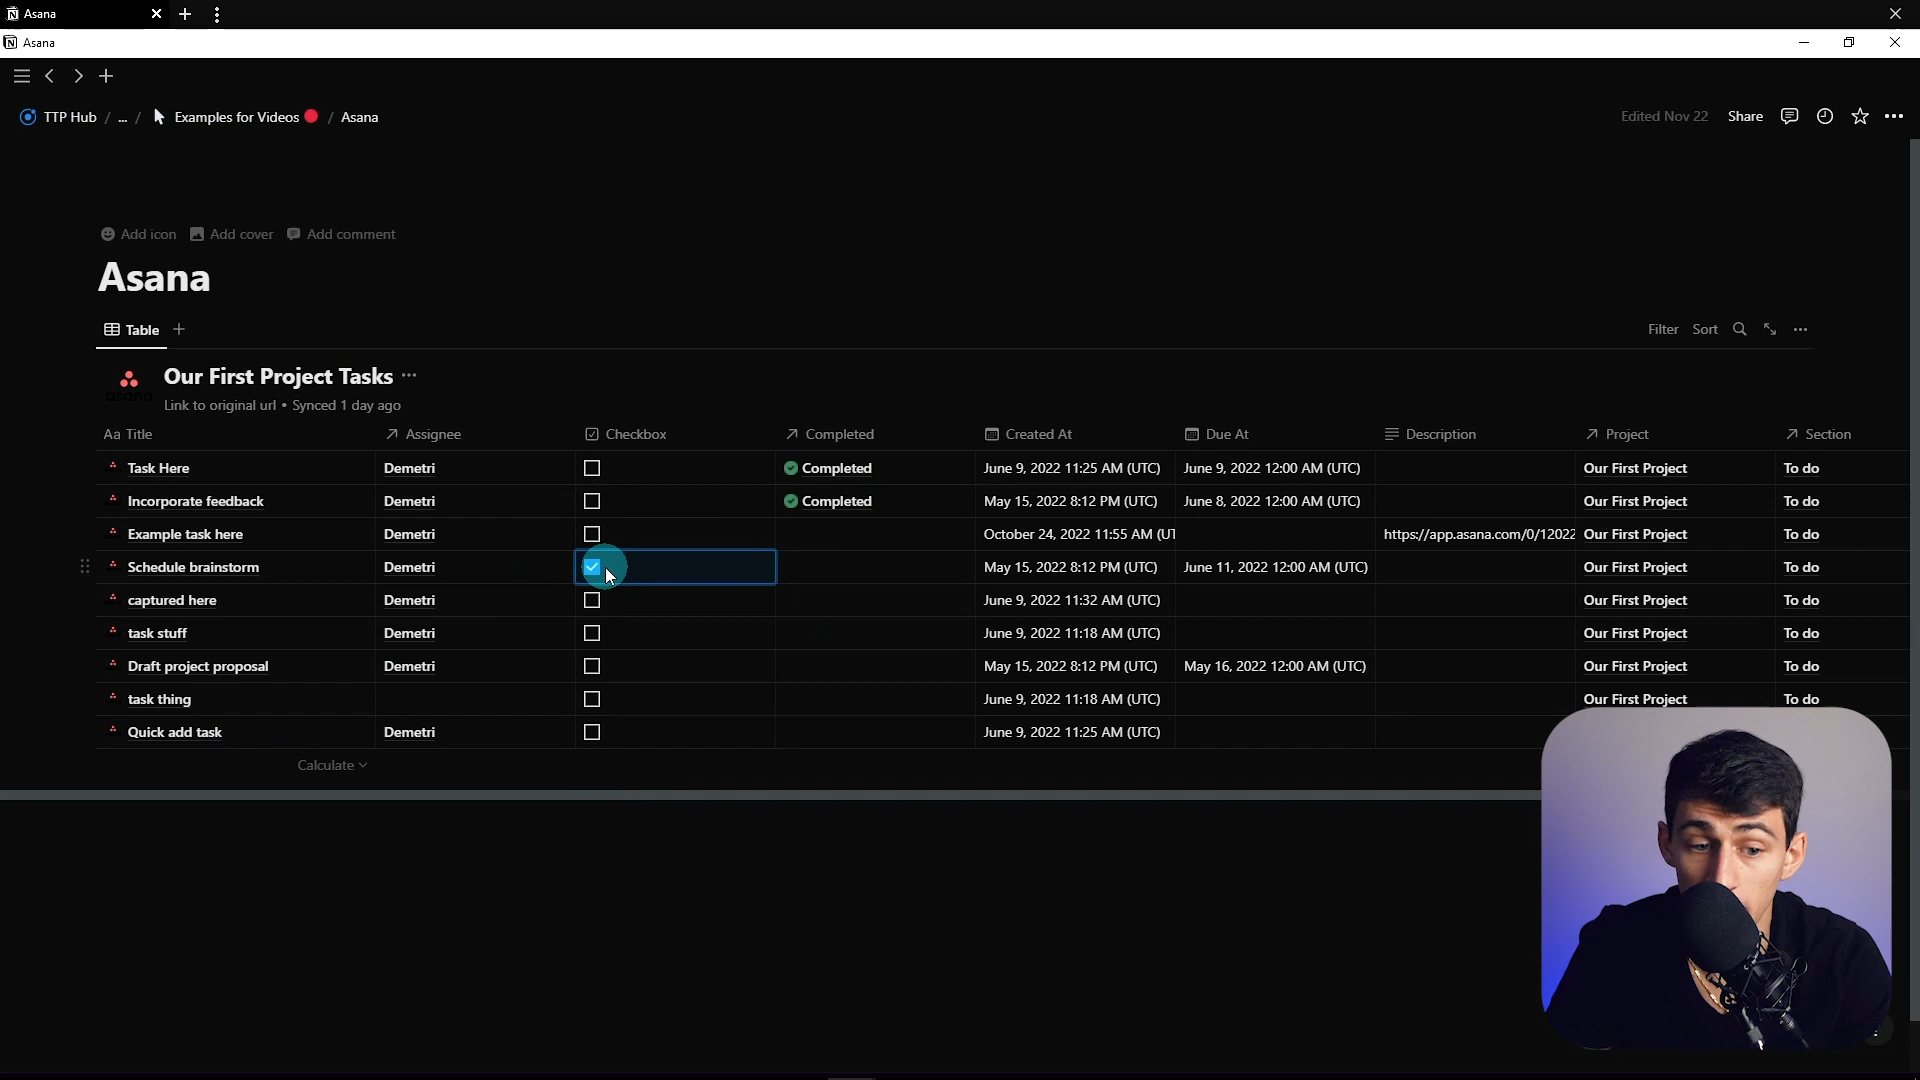 Asana
Asana
TTP Hub / ... / Examples for Videos / Asana
Edited Nov 22 Share
Add icon Add cover Add comment
Asana
Table
Filter Sort
asana
Our First Project Tasks
Link to original url • Synced 1 day ago
Aa Title Assignee Checkbox Completed Created At Due At Description Project Section
Task Here Demetri Completed June 9, 2022 11:25 AM (UTC) June 9, 2022 12:00 AM (UTC) Our First Project To do
Incorporate feedback Demetri Completed May 15, 2022 8:12 PM (UTC) June 8, 2022 12:00 AM (UTC) Our First Project To do
Example task here Demetri October 24, 2022 11:55 AM (UT https://app.asana.com/0/12022 Our First Project To do
Schedule brainstorm Demetri May 15, 2022 8:12 PM (UTC) June 11, 2022 12:00 AM (UTC) Our First Project To do
captured here Demetri June 9, 2022 11:32 AM (UTC) Our First Project To do
task stuff Demetri June 9, 2022 11:18 AM (UTC) Our First Project To do
Draft project proposal Demetri May 15, 2022 8:12 PM (UTC) May 16, 2022 12:00 AM (UTC) Our First Project To do
task thing June 9, 2022 11:18 AM (UTC) Our First Project To do
Quick add task Demetri June 9, 2022 11:25 AM (UTC)
Calculate